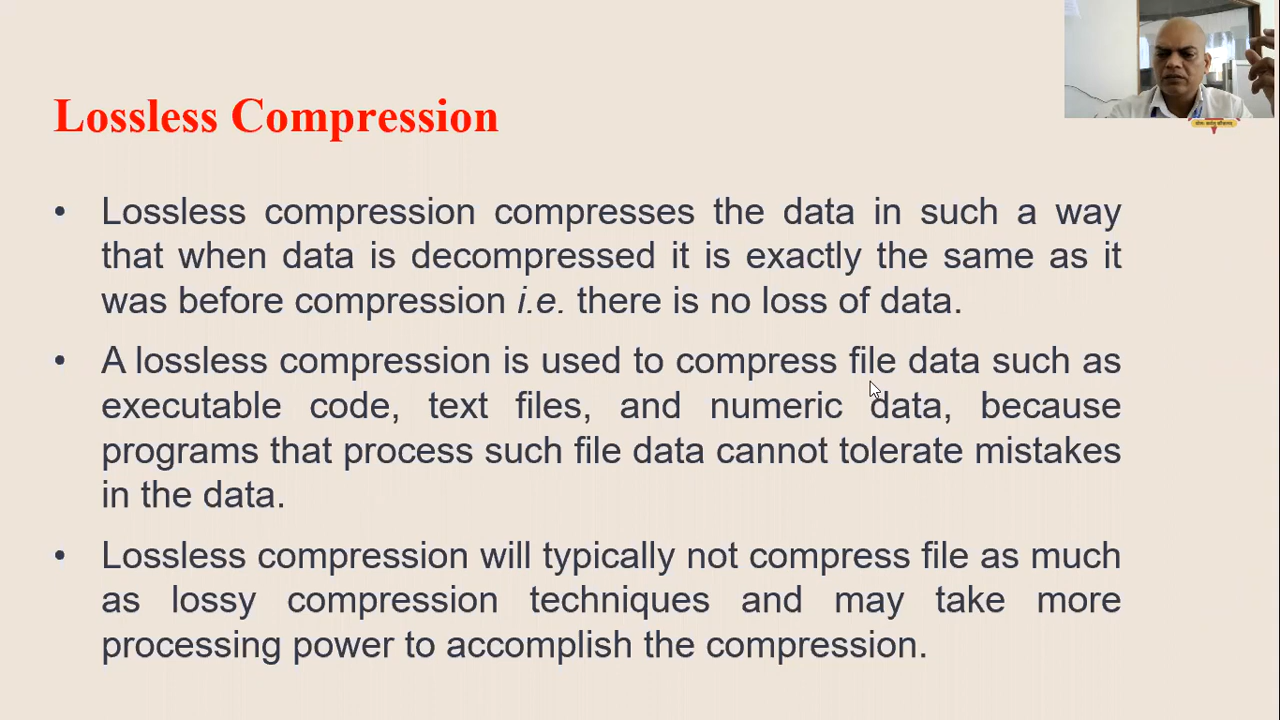 Lossless Compression
• Lossless compression compresses the data in such a way
that when data is decompressed it is exactly the same as it
was before compression i.e. there is no loss of data.
• A lossless compression is used to compress file data such as
executable code, text files, and numeric data, because
programs that process such file data cannot tolerate mistakes
in the data.
• Lossless compression will typically not compress file as much
as lossy compression techniques and may take more
processing power to accomplish the compression.